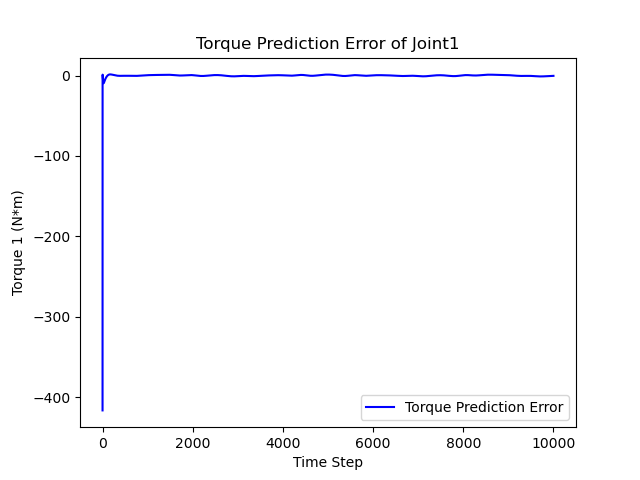 Torque Prediction Error of Joint1
0
−100
−200
−300
−400
Torque 1 (N*m)
Torque Prediction Error
0 2000 4000 6000 8000 10000
Time Step